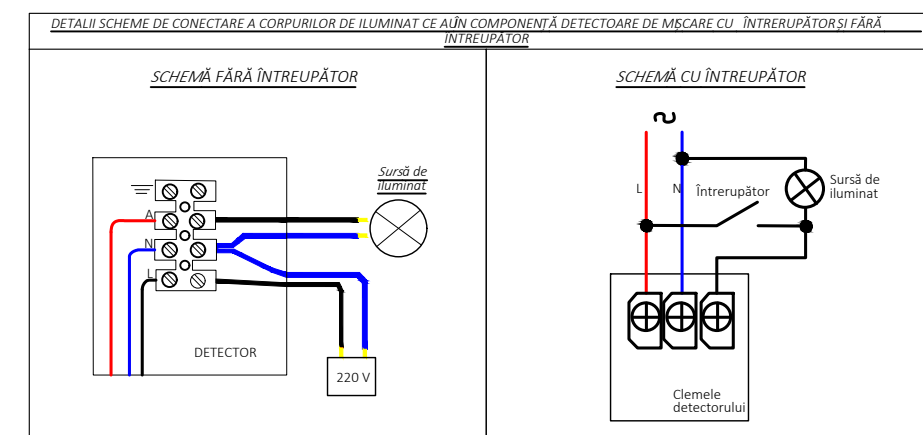 DETALII SCHEME DE CONECTARE A CORPURILOR DE ILUMINAT CE AU ÎN COMPONENȚĂ DETECTOARE DE MIȘCARE CU ÎNTRERUPĂTOR ȘI FĂRĂ
ÎNTREUPĂTOR
SCHEMĂ FĂRĂ ÎNTREUPĂTOR
Sursă de
iluminat
A
N
L
DETECTOR
220 V
SCHEMĂ CU ÎNTREUPĂTOR
L
N
Întrerupător
Sursă de
iluminat
Clemele
detectorului